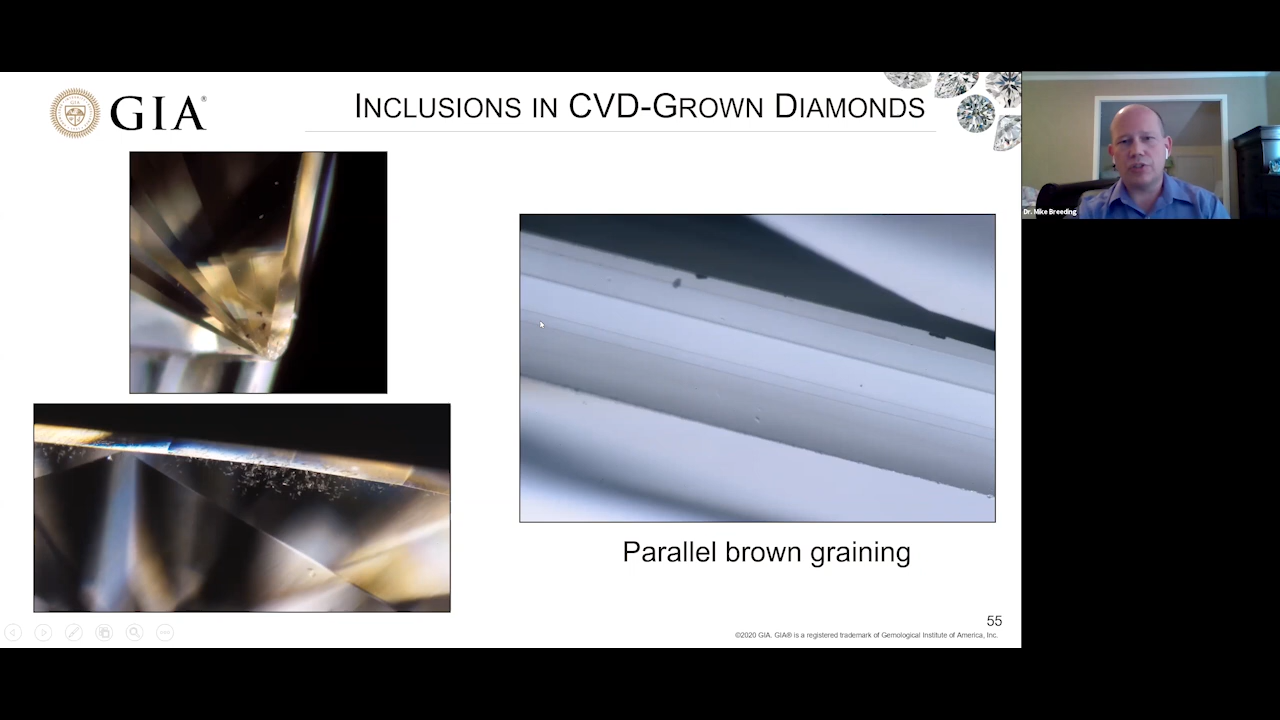 GIA®
INCLUSIONS IN CVD-GROWN DIAMONDS
Dr. Mike Breeding
Parallel brown graining
55
©2020 GIA. GIA® is a registered trademark of Gemological Institute of America, Inc.